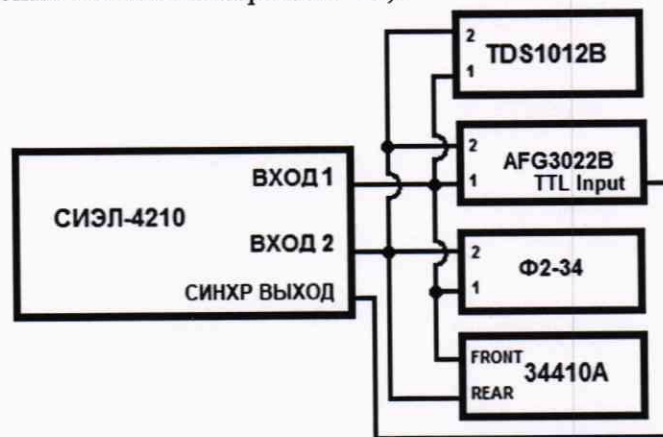 2
TDS1012B
1
2
AFG3022B
1
TTL Input
ВХОД 1
СИЭЛ-4210
ВХОД 2
2
Ф2-34
1
СИНХР ВЫХОД
FRONT
34410A
REAR